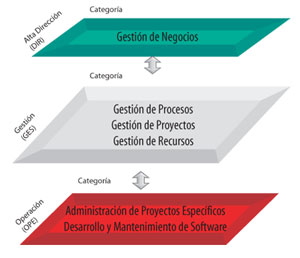 Categoría
Alta Dirección
(DIR)
Gestión de Negocios
Categoría
Gestión
(GES)
Gestión de Procesos
Gestión de Proyectos
Gestión de Recursos
Categoría
Operación
(OPE)
Administración de Proyectos Específicos
Desarrollo y Mantenimiento de Software